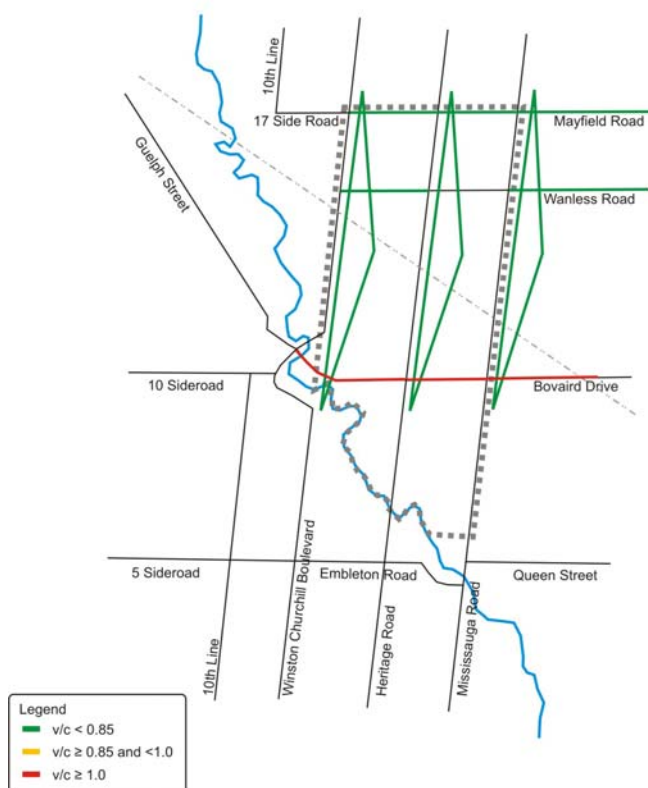 10th Line
17 Side Road
Mayfield Road
Guelph Street
Wanless Road
10 Sideroad
Bovaird Drive
5 Sideroad
Embleton Road
Queen Street
10th Line
Winston Churchill Boulevard
Heritage Road
Mississauga Road
Legend
v/c < 0.85
v/c ≥ 0.85 and <1.0
v/c ≥ 1.0